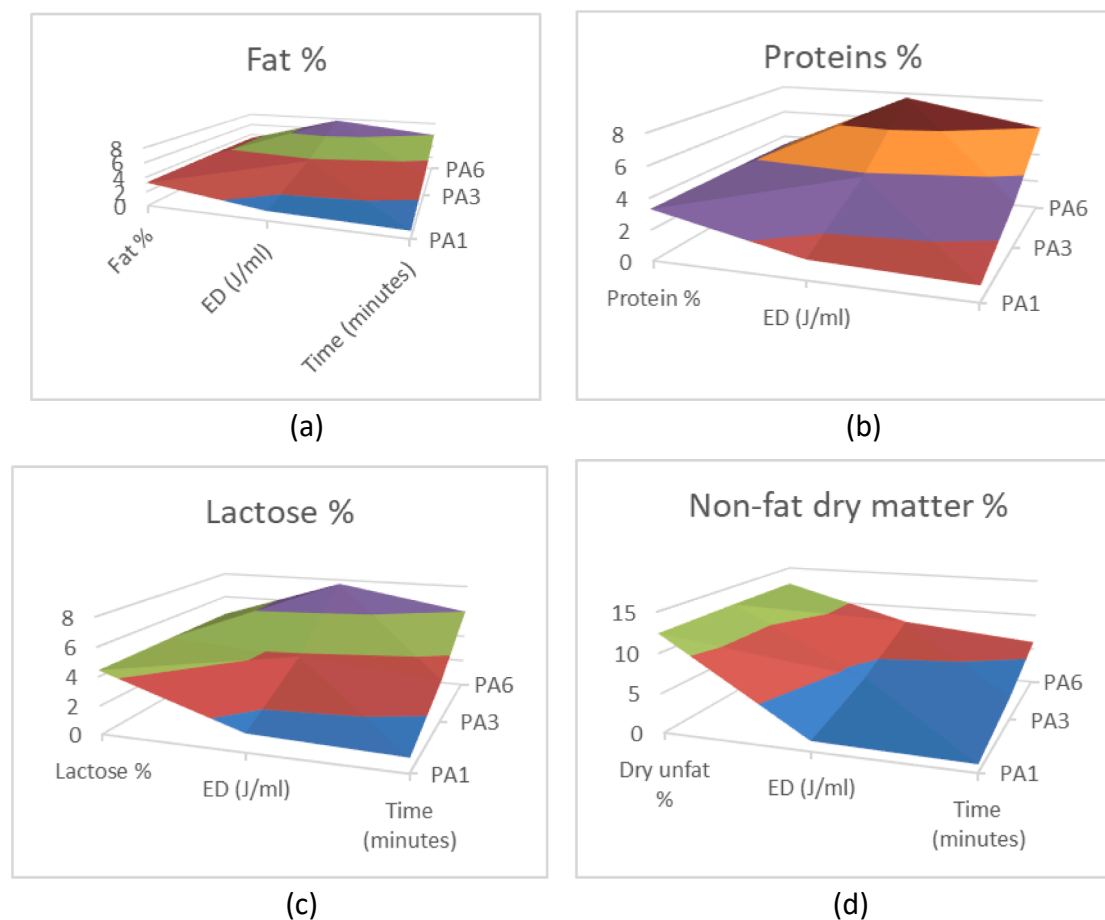 Fat %
8
6
4
2
0
PA6
PA3
PA1
Fat %
ED (J/ml)
Time (minutes)
(a)
Proteins %
8
6
4
2
0
PA6
PA3
PA1
Protein %
ED (J/ml)
(b)
Lactose %
8
6
4
2
0
PA6
PA3
PA1
Lactose %
ED (J/ml)
Time
(minutes)
(c)
Non-fat dry matter %
15
10
5
0
PA6
PA3
PA1
Dry unfat
%
ED (J/ml)
Time
(minutes)
(d)